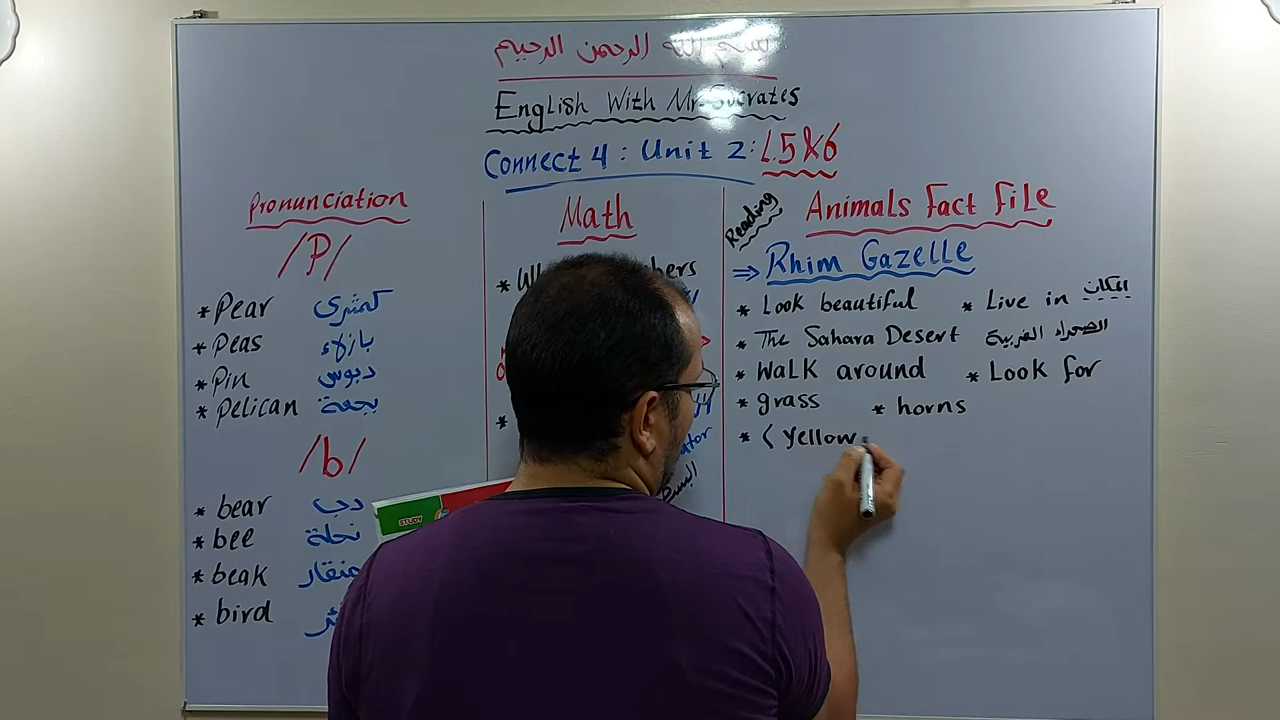 بسم الله الرحمن الرحيم
English With Mr. Socrates
Connect 4 : Unit 2 : L.5&6
Pronunciation
/P/
* Pear كمثرى
* Peas بازلاء
* Pin دبوس
* Pelican بجعة
/b/
* bear دب
* bee نحلة
* beak منقار
* bird
Math
Reading
Animals Fact File
⇒ Rhim Gazelle
* Look beautiful * Live in المكان
* The Sahara Desert الصحراء الغربية
* Walk around * Look for
* grass * horns
* ( Yellow
STUDY